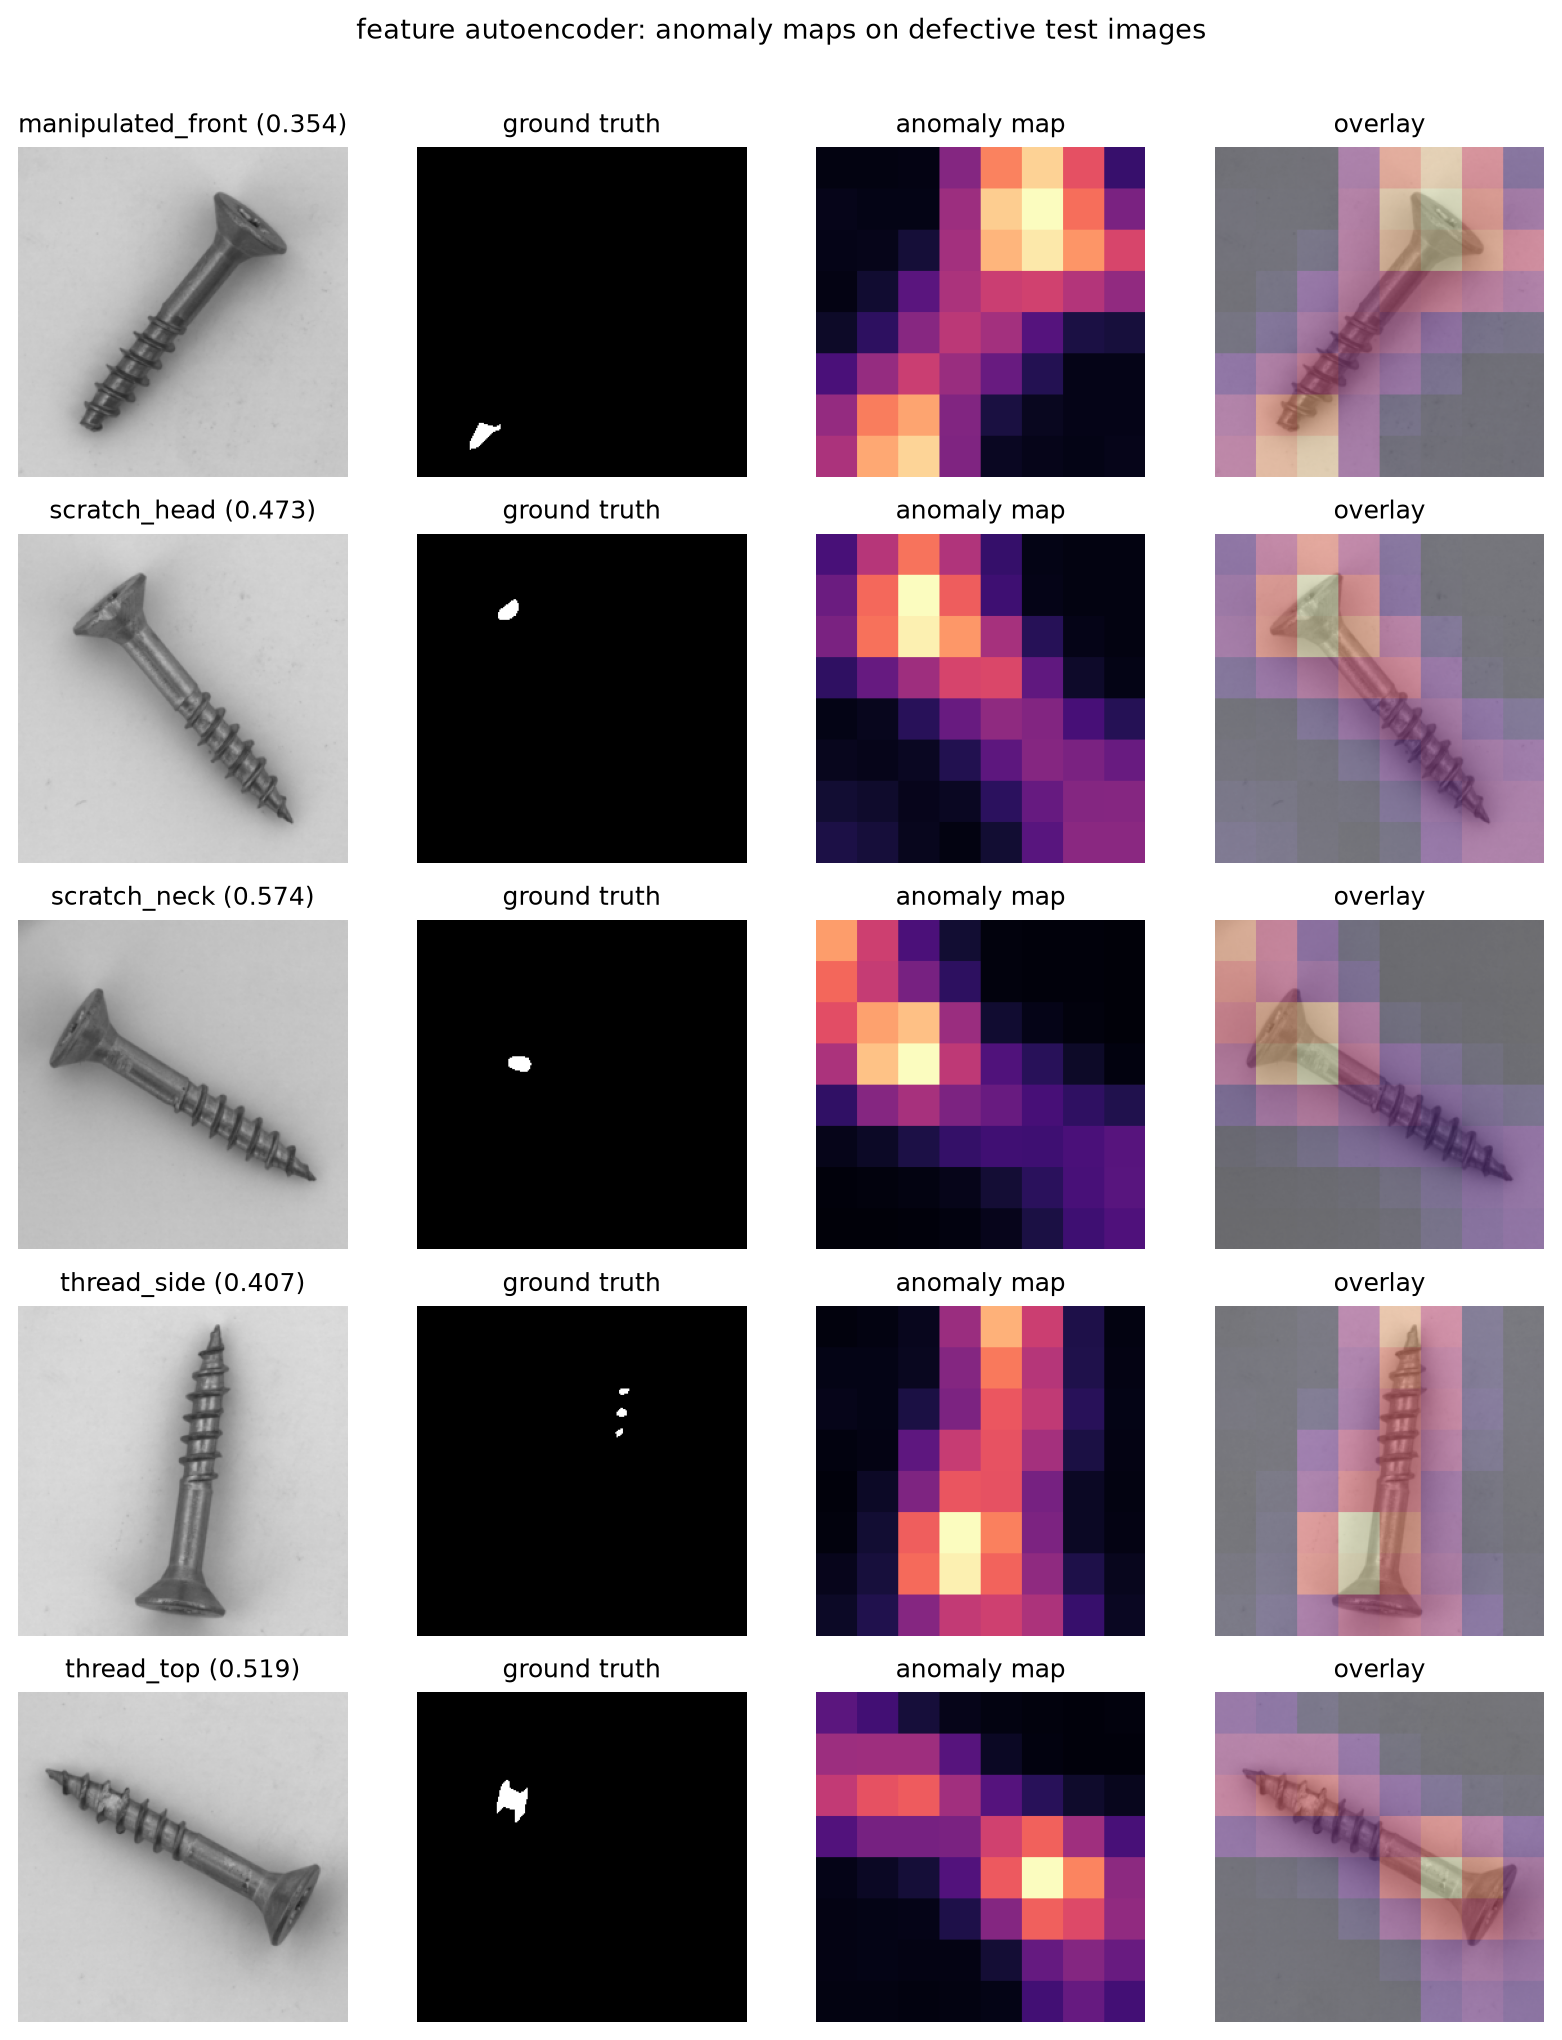 feature autoencoder: anomaly maps on defective test images
manipulated_front (0.354) ground truth anomaly map overlay
scratch_head (0.473) ground truth anomaly map overlay
scratch_neck (0.574) ground truth anomaly map overlay
thread_side (0.407) ground truth anomaly map overlay
thread_top (0.519) ground truth anomaly map overlay